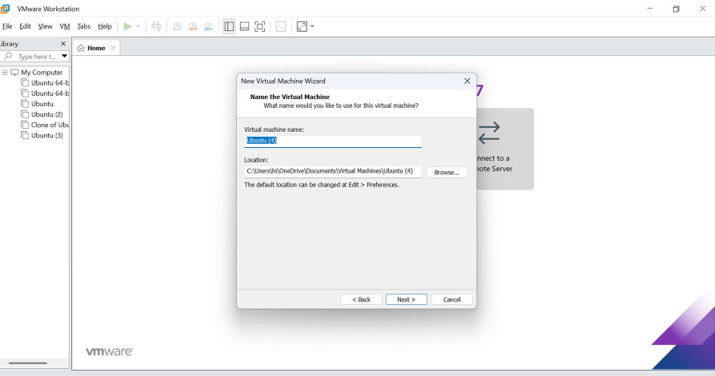 VMware Workstation
File Edit View VM Tabs Help
Library
Type here t...
Home
My Computer
Ubuntu 64-b
Ubuntu 64-b
Ubuntu
Ubuntu (2)
Clone of Ubu
Ubuntu (3)
New Virtual Machine Wizard
Name the Virtual Machine
What name would you like to use for this virtual machine?
Virtual machine name:
Ubuntu (4)
Location:
C:\Users\hi\OneDrive\Documents\Virtual Machines\Ubuntu (4)
Browse...
The default location can be changed at Edit > Preferences.
< Back Next > Cancel
7
nnect to a
note Server
vmware